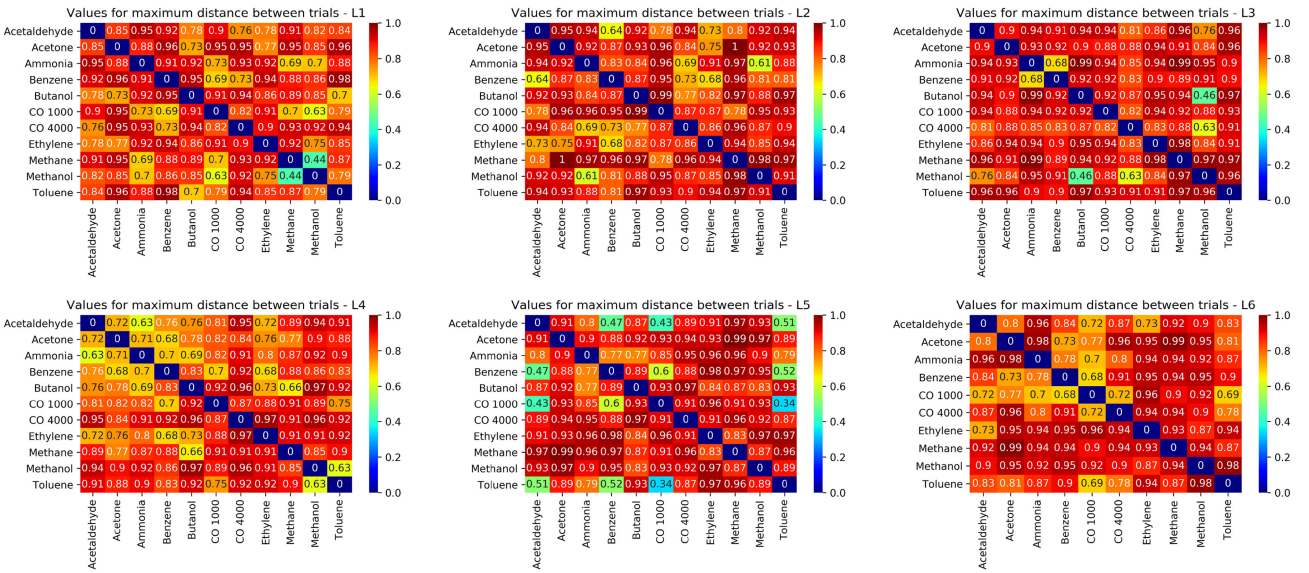 Values for maximum distance between trials - L1
Acetaldehyde 0 0.85 0.95 0.92 0.78 0.9 0.76 0.78 0.91 0.82 0.84
Acetone 0.85 0 0.88 0.96 0.73 0.95 0.95 0.77 0.95 0.85 0.96
Ammonia 0.95 0.88 0 0.91 0.92 0.73 0.93 0.92 0.69 0.7 0.88
Benzene 0.92 0.96 0.91 0 0.95 0.69 0.73 0.94 0.88 0.86 0.98
Butanol 0.78 0.73 0.92 0.95 0 0.91 0.94 0.86 0.89 0.85 0.7
CO 1000 0.9 0.95 0.73 0.69 0.91 0 0.82 0.91 0.7 0.63 0.79
CO 4000 0.76 0.95 0.93 0.73 0.94 0.82 0 0.9 0.93 0.92 0.94
Ethylene 0.78 0.77 0.92 0.94 0.86 0.91 0.9 0 0.92 0.75 0.85
Methane 0.91 0.95 0.69 0.88 0.89 0.7 0.93 0.92 0 0.44 0.87
Methanol 0.82 0.85 0.7 0.86 0.85 0.63 0.92 0.75 0.44 0 0.79
Toluene 0.84 0.96 0.88 0.98 0.7 0.79 0.94 0.85 0.87 0.79 0
Acetaldehyde Acetone Ammonia Benzene Butanol CO 1000 CO 4000 Ethylene Methane Methanol Toluene
1.0
0.8
0.6
0.4
0.2
0.0
Values for maximum distance between trials - L2
Acetaldehyde 0 0.95 0.94 0.64 0.92 0.78 0.94 0.73 0.8 0.92 0.94
Acetone 0.95 0 0.92 0.87 0.93 0.96 0.84 0.75 1 0.92 0.93
Ammonia 0.94 0.92 0 0.83 0.84 0.96 0.69 0.91 0.97 0.61 0.88
Benzene 0.64 0.87 0.83 0 0.87 0.95 0.73 0.68 0.96 0.81 0.81
Butanol 0.92 0.93 0.84 0.87 0 0.99 0.77 0.82 0.97 0.9 0.97
CO 1000 0.78 0.96 0.96 0.95 0.99 0 0.87 0.87 0.78 0.95 0.93
CO 4000 0.94 0.84 0.69 0.73 0.77 0.87 0 0.86 0.96 0.87 0.9
Ethylene 0.73 0.75 0.91 0.68 0.82 0.87 0.86 0 0.94 0.92 0.91
Methane 0.8 1 0.97 0.96 0.97 0.78 0.96 0.94 0 0.98 0.97
Methanol 0.92 0.92 0.61 0.81 0.9 0.95 0.87 0.92 0.98 0 0.91
Toluene 0.94 0.93 0.88 0.81 0.97 0.93 0.9 0.91 0.97 0.91 0
Acetaldehyde Acetone Ammonia Benzene Butanol CO 1000 CO 4000 Ethylene Methane Methanol Toluene
1.0
0.8
0.6
0.4
0.2
0.0
Values for maximum distance between trials - L3
Acetaldehyde 0 0.9 0.94 0.91 0.94 0.94 0.81 0.86 0.96 0.76 0.96
Acetone 0.9 0 0.93 0.92 0.9 0.88 0.88 0.94 0.91 0.84 0.96
Ammonia 0.94 0.93 0 0.68 0.99 0.94 0.85 0.94 0.99 0.95 0.9
Benzene 0.91 0.92 0.68 0 0.92 0.92 0.83 0.9 0.89 0.91 0.9
Butanol 0.94 0.9 0.99 0.92 0 0.92 0.87 0.95 0.94 0.46 0.97
CO 1000 0.94 0.88 0.94 0.92 0.92 0 0.82 0.94 0.92 0.88 0.93
CO 4000 0.81 0.88 0.85 0.83 0.87 0.82 0 0.83 0.88 0.63 0.91
Ethylene 0.86 0.94 0.94 0.9 0.95 0.94 0.83 0 0.98 0.84 0.91
Methane 0.96 0.91 0.99 0.89 0.94 0.92 0.88 0.98 0 0.97 0.97
Methanol 0.76 0.84 0.95 0.91 0.46 0.88 0.63 0.84 0.97 0 0.96
Toluene 0.96 0.96 0.9 0.9 0.97 0.93 0.91 0.91 0.97 0.96 0
Acetaldehyde Acetone Ammonia Benzene Butanol CO 1000 CO 4000 Ethylene Methane Methanol Toluene
1.0
0.8
0.6
0.4
0.2
0.0
Values for maximum distance between trials - L4
Acetaldehyde 0 0.72 0.63 0.76 0.76 0.81 0.95 0.72 0.89 0.94 0.91
Acetone 0.72 0 0.71 0.68 0.78 0.82 0.84 0.76 0.77 0.9 0.88
Ammonia 0.63 0.71 0 0.7 0.69 0.82 0.91 0.8 0.87 0.92 0.9
Benzene 0.76 0.68 0.7 0 0.83 0.7 0.92 0.68 0.88 0.86 0.83
Butanol 0.76 0.78 0.69 0.83 0 0.92 0.96 0.73 0.66 0.97 0.92
CO 1000 0.81 0.82 0.82 0.7 0.92 0 0.87 0.88 0.91 0.89 0.75
CO 4000 0.95 0.84 0.91 0.92 0.96 0.87 0 0.97 0.91 0.96 0.92
Ethylene 0.72 0.76 0.8 0.68 0.73 0.88 0.97 0 0.91 0.91 0.92
Methane 0.89 0.77 0.87 0.88 0.66 0.91 0.91 0.91 0 0.85 0.9
Methanol 0.94 0.9 0.92 0.86 0.97 0.89 0.96 0.91 0.85 0 0.63
Toluene 0.91 0.88 0.9 0.83 0.92 0.75 0.92 0.92 0.9 0.63 0
Acetaldehyde Acetone Ammonia Benzene Butanol CO 1000 CO 4000 Ethylene Methane Methanol Toluene
1.0
0.8
0.6
0.4
0.2
0.0
Values for maximum distance between trials - L5
Acetaldehyde 0 0.91 0.8 0.47 0.87 0.43 0.89 0.91 0.97 0.93 0.51
Acetone 0.91 0 0.9 0.88 0.92 0.93 0.94 0.93 0.99 0.97 0.89
Ammonia 0.8 0.9 0 0.77 0.77 0.85 0.95 0.96 0.96 0.9 0.79
Benzene 0.47 0.88 0.77 0 0.89 0.6 0.88 0.98 0.97 0.95 0.52
Butanol 0.87 0.92 0.77 0.89 0 0.93 0.97 0.84 0.87 0.83 0.93
CO 1000 0.43 0.93 0.85 0.6 0.93 0 0.91 0.96 0.91 0.93 0.34
CO 4000 0.89 0.94 0.95 0.88 0.97 0.91 0 0.91 0.96 0.92 0.87
Ethylene 0.91 0.93 0.96 0.98 0.84 0.96 0.91 0 0.83 0.97 0.97
Methane 0.97 0.99 0.96 0.97 0.87 0.91 0.96 0.83 0 0.87 0.96
Methanol 0.93 0.97 0.9 0.95 0.83 0.93 0.92 0.97 0.87 0 0.89
Toluene 0.51 0.89 0.79 0.52 0.93 0.34 0.87 0.97 0.96 0.89 0
Acetaldehyde Acetone Ammonia Benzene Butanol CO 1000 CO 4000 Ethylene Methane Methanol Toluene
1.0
0.8
0.6
0.4
0.2
0.0
Values for maximum distance between trials - L6
Acetaldehyde 0 0.8 0.96 0.84 0.72 0.87 0.73 0.92 0.9 0.83
Acetone 0.8 0 0.98 0.73 0.77 0.96 0.95 0.99 0.95 0.81
Ammonia 0.96 0.98 0 0.78 0.7 0.8 0.96 0.94 0.92 0.87
Benzene 0.84 0.73 0.78 0 0.68 0.91 0.95 0.94 0.95 0.9
CO 1000 0.72 0.77 0.7 0.68 0 0.72 0.96 0.9 0.92 0.69
CO 4000 0.87 0.96 0.8 0.91 0.72 0 0.94 0.94 0.9 0.78
Ethylene 0.73 0.95 0.96 0.95 0.96 0.94 0 0.93 0.87 0.94
Methane 0.92 0.99 0.94 0.94 0.9 0.94 0.93 0 0.94 0.87
Methanol 0.9 0.95 0.92 0.95 0.92 0.9 0.87 0.94 0 0.98
Toluene 0.83 0.81 0.87 0.9 0.69 0.78 0.94 0.87 0.98 0
Acetaldehyde Acetone Ammonia Benzene CO 1000 CO 4000 Ethylene Methane Methanol Toluene
1.0
0.8
0.6
0.4
0.2
0.0